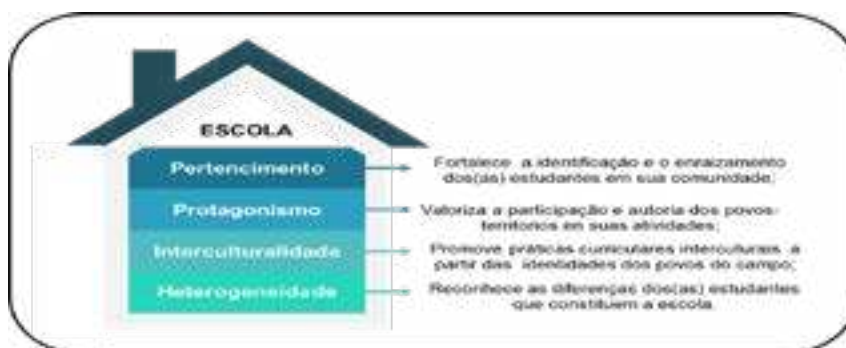 ESCOLA
Pertencimento
Fortalece a identificação e o enraizamento
dos(as) estudantes em sua comunidade;
Protagonismo
Valoriza a participação e autoria dos povos-
territórios em suas atividades;
Interculturalidade
Promove práticas curriculares interculturais a
partir das identidades dos povos do campo;
Heterogeneidade
Reconhece as diferenças dos(as) estudantes
que constituem a escola.